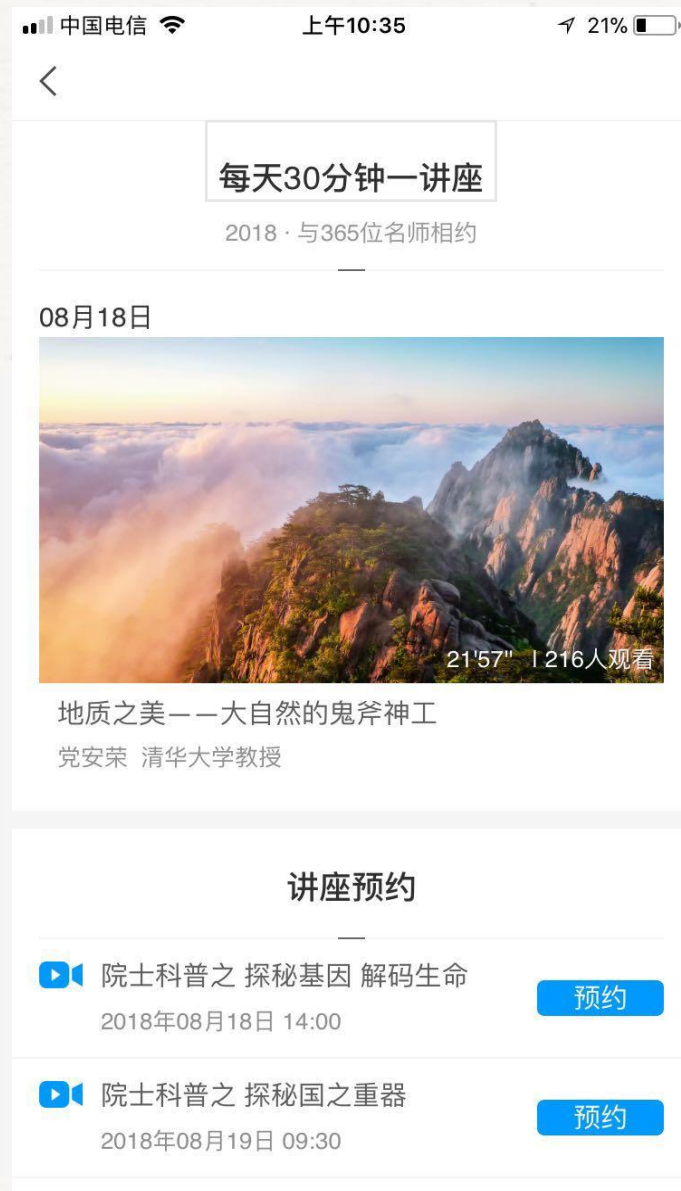 中国电信 上午10:35 21%
每天30分钟一讲座
2018 · 与365位名师相约
08月18日
21'57" | 216人观看
地质之美——大自然的鬼斧神工
党安荣 清华大学教授
讲座预约
院士科普之 探秘基因 解码生命
预约
2018年08月18日 14:00
院士科普之 探秘国之重器
预约
2018年08月19日 09:30